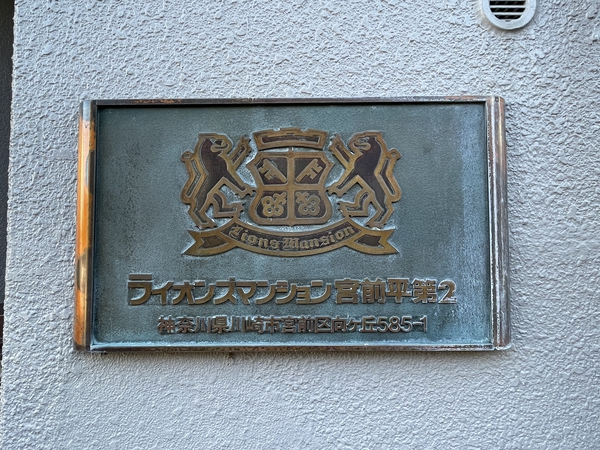 Lions Mansion
ライオンズマンション宮前平第2
神奈川県川崎市宮前区向ケ丘585-1